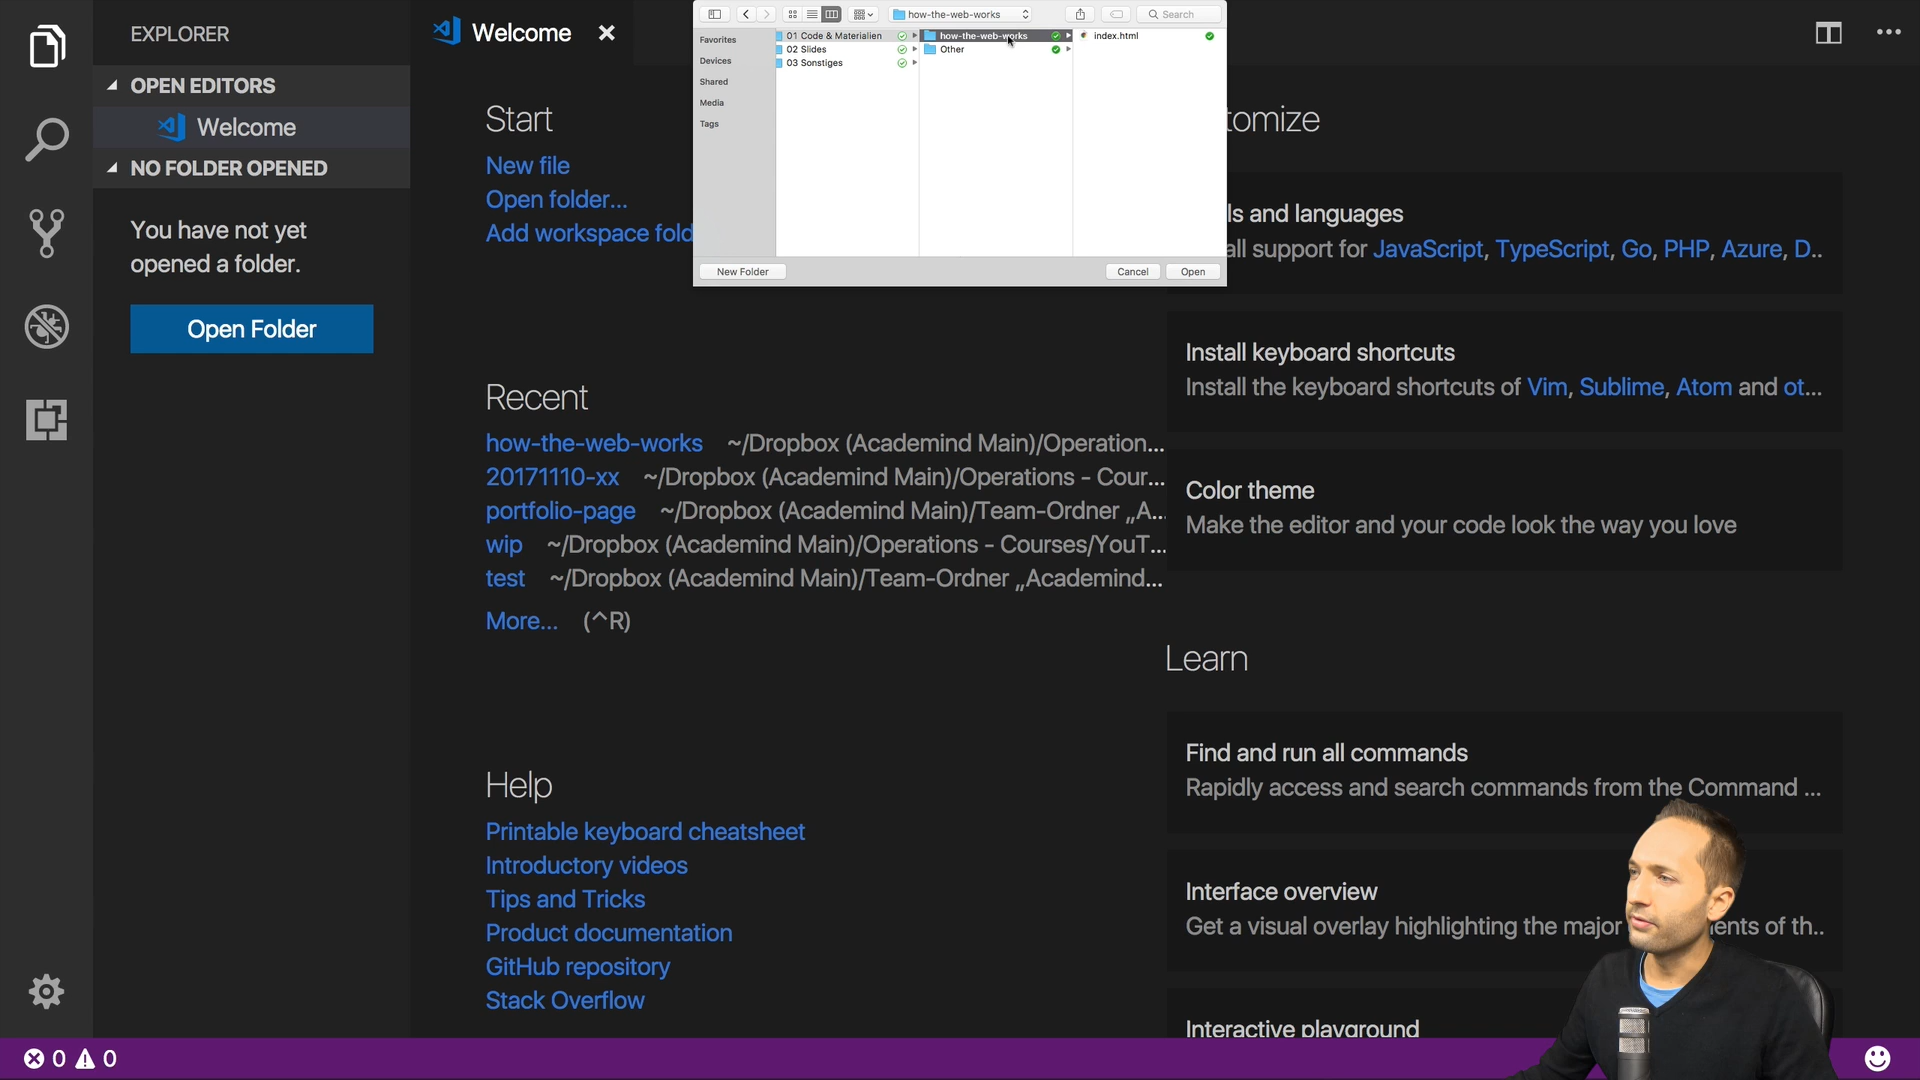 EXPLORER
OPEN EDITORS
Welcome
NO FOLDER OPENED
You have not yet
opened a folder.
Open Folder
Welcome
how-the-web-works
Search
Favorites
Devices
Shared
Media
Tags
01 Code & Materialien
02 Slides
03 Sonstiges
how-the-web-works
Other
index.html
New Folder
Cancel
Open
Start
New file
Open folder...
Add workspace fold
Recent
how-the-web-works ~/Dropbox (Academind Main)/Operation...
20171110-xx ~/Dropbox (Academind Main)/Operations - Cour...
portfolio-page ~/Dropbox (Academind Main)/Team-Ordner „A...
wip ~/Dropbox (Academind Main)/Operations - Courses/YouT...
test ~/Dropbox (Academind Main)/Team-Ordner „Academind...
More... (^R)
Help
Printable keyboard cheatsheet
Introductory videos
Tips and Tricks
Product documentation
GitHub repository
Stack Overflow
tomize
ls and languages
all support for JavaScript, TypeScript, Go, PHP, Azure, D..
Install keyboard shortcuts
Install the keyboard shortcuts of Vim, Sublime, Atom and ot...
Color theme
Make the editor and your code look the way you love
Learn
Find and run all commands
Rapidly access and search commands from the Command ...
Interface overview
Get a visual overlay highlighting the major ents of th..
Interactive playground
0 0